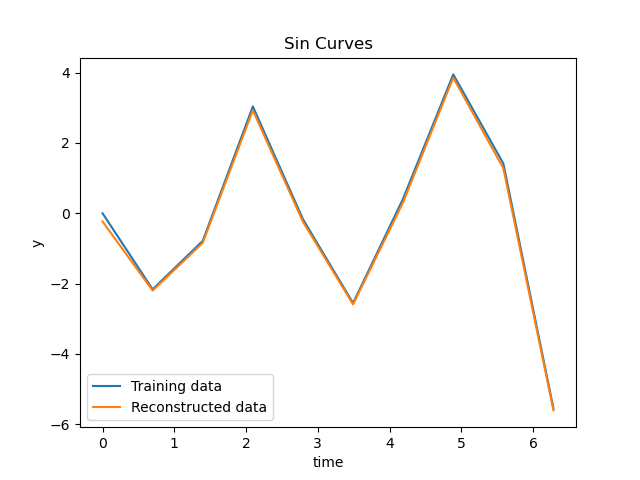 Sin Curves
4
2
0
−2
−4
−6
y
Training data
Reconstructed data
0 1 2 3 4 5 6
time